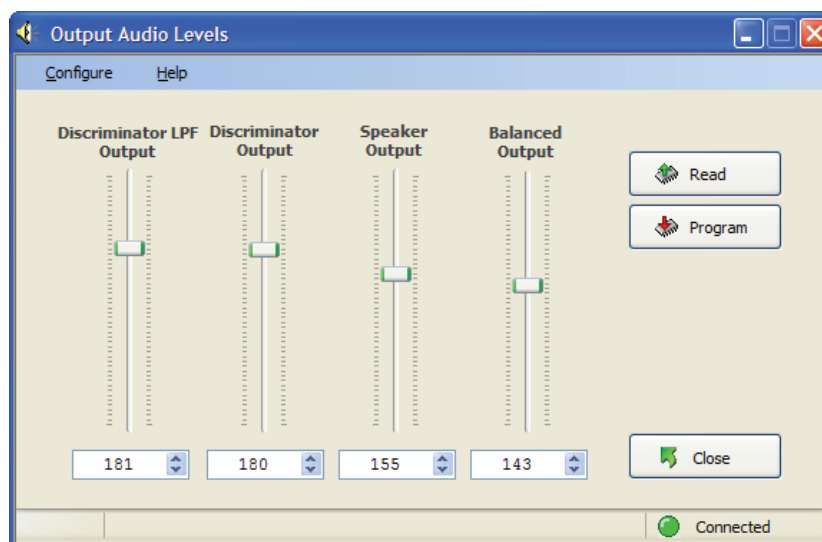 Output Audio Levels
Configure Help
Discriminator LPF Output
Discriminator Output
Speaker Output
Balanced Output
181
180
155
143
Read
Program
Close
Connected